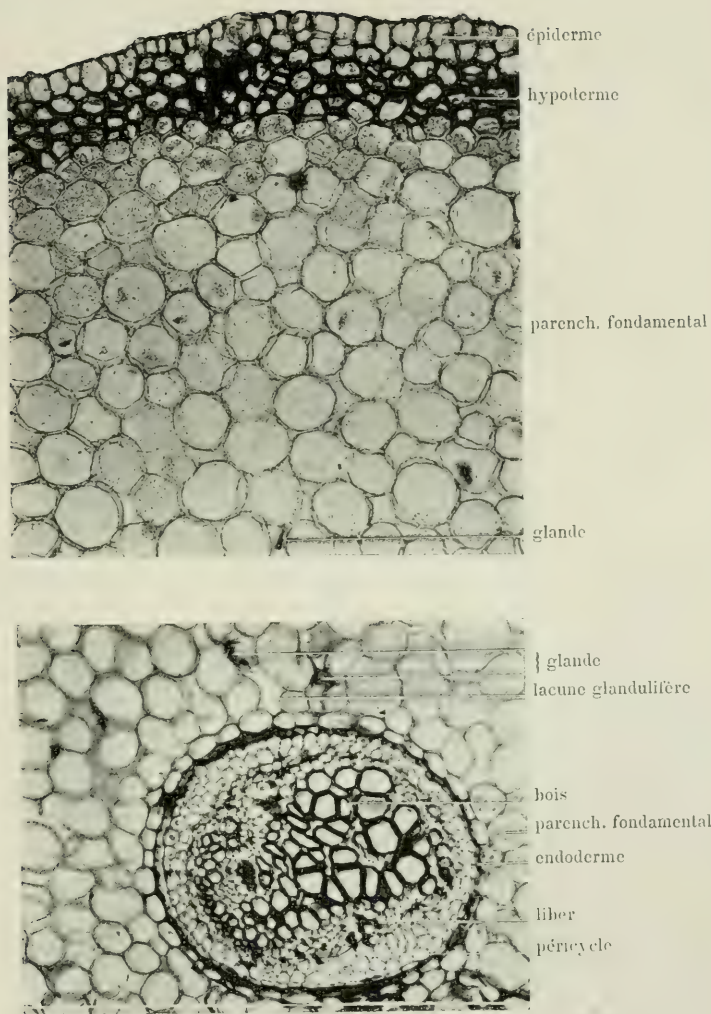 épiderme
hypoderme
parench. fondamental
glande
} glande
lacune glandulifère
bois
parench. fondamental
endoderme
liber
péricycle